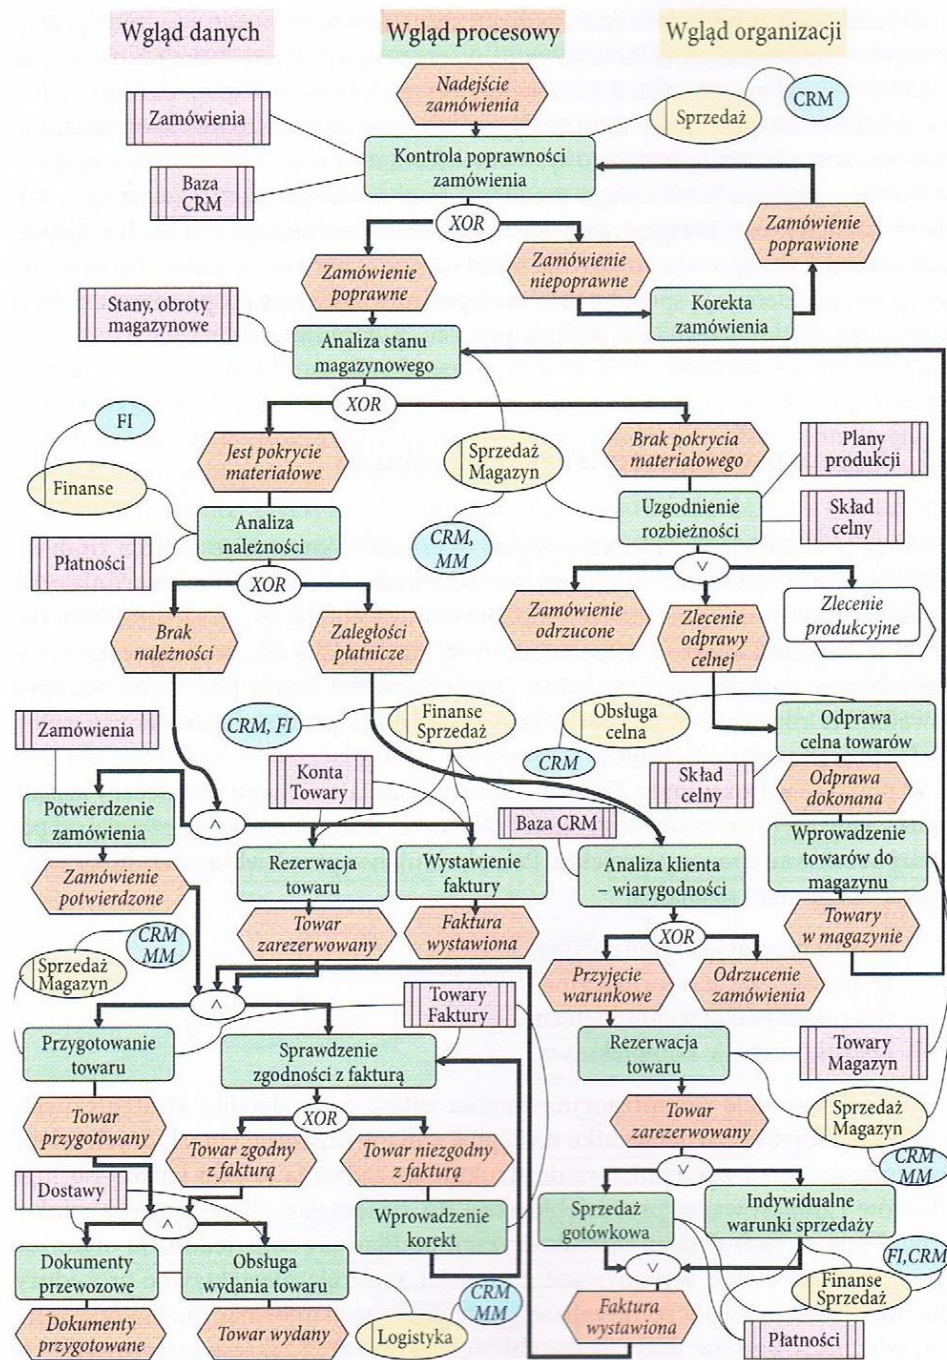 Wgląd danych
Wgląd procesowy
Wgląd organizacji
Nadejście
zamówienia
Sprzedaż
CRM
Zamówienia
Kontrola poprawności
zamówienia
Baza
CRM
XOR
Zamówienie
poprawne
Zamówienie
niepoprawne
Zamówienie
poprawione
Stany, obroty
magazynowe
Korekta
zamówienia
Analiza stanu
magazynowego
XOR
FI
Finanse
Jest pokrycie
materiałowe
Sprzedaż
Magazyn
Brak pokrycia
materiałowego
Plany
produkcji
Płatności
Analiza
należności
CRM,
MM
Uzgodnienie
rozbieżności
Skład
celny
XOR
∨
Brak
należności
Zaległości
płatnicze
Zamówienie
odrzucone
Zlecenie
odprawy
celnej
Zlecenie
produkcyjne
Zamówienia
CRM, FI
Finanse
Sprzedaż
Obsługa
celna
CRM
Odprawa
celna towarów
Konta
Towary
Skład
celny
Odprawa
dokonana
Potwierdzenie
zamówienia
∧
Baza CRM
Rezerwacja
towaru
Wystawienie
faktury
Analiza klienta
– wiarygodności
Wprowadzenie
towarów do
magazynu
Zamówienie
potwierdzone
Towar
zarezerwowany
Faktura
wystawiona
Towary
w magazynie
XOR
CRM
MM
Sprzedaż
Magazyn
∧
Towary
Faktury
Przyjęcie
warunkowe
Odrzucenie
zamówienia
Przygotowanie
towaru
Sprawdzenie
zgodności z fakturą
Rezerwacja
towaru
Towary
Magazyn
XOR
Towar
przygotowany
Towar zgodny
z fakturą
Towar niezgodny
z fakturą
Towar
zarezerwowany
Sprzedaż
Magazyn
CRM
MM
∨
Dostawy
∧
Wprowadzenie
korekt
Sprzedaż
gotówkowa
Indywidualne
warunki sprzedaży
Dokumenty
przewozowe
Obsługa
wydania towaru
∨
FI,CRM
CRM
MM
Finanse
Sprzedaż
Dokumenty
przygotowane
Towar wydany
Logistyka
Faktura
wystawiona
Płatności